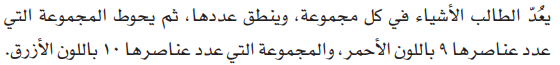 يعُدّ الطالب الأشياء في كل مجموعة، وينطق عددها، ثم يحوط المجموعة التي
عدد عناصرها ٩ باللون الأحمر، والمجموعة التي عدد عناصرها ١٠ باللون الأزرق.